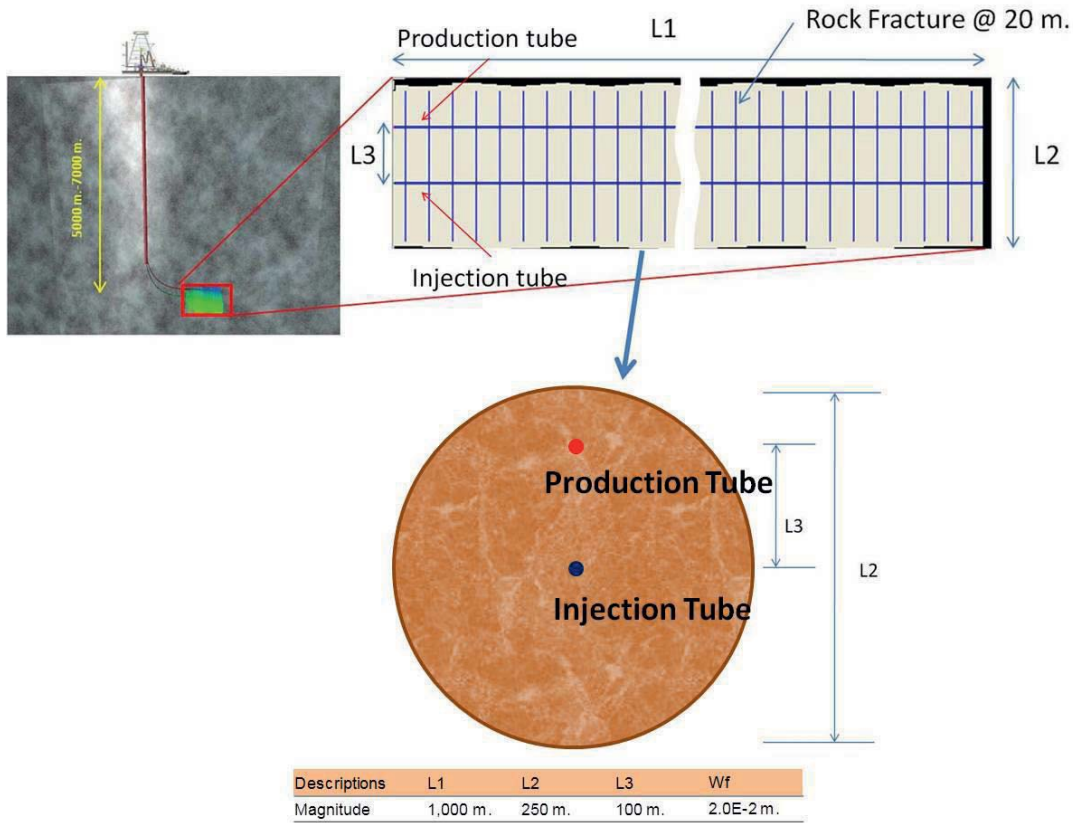 Production tube
L1
Rock Fracture @ 20 m.
5000 m.-7000 m.
L3
L2
Injection tube
Production Tube
L3
L2
Injection Tube
Descriptions L1 L2 L3 Wf
Magnitude 1,000 m. 250 m. 100 m. 2.0E-2 m.